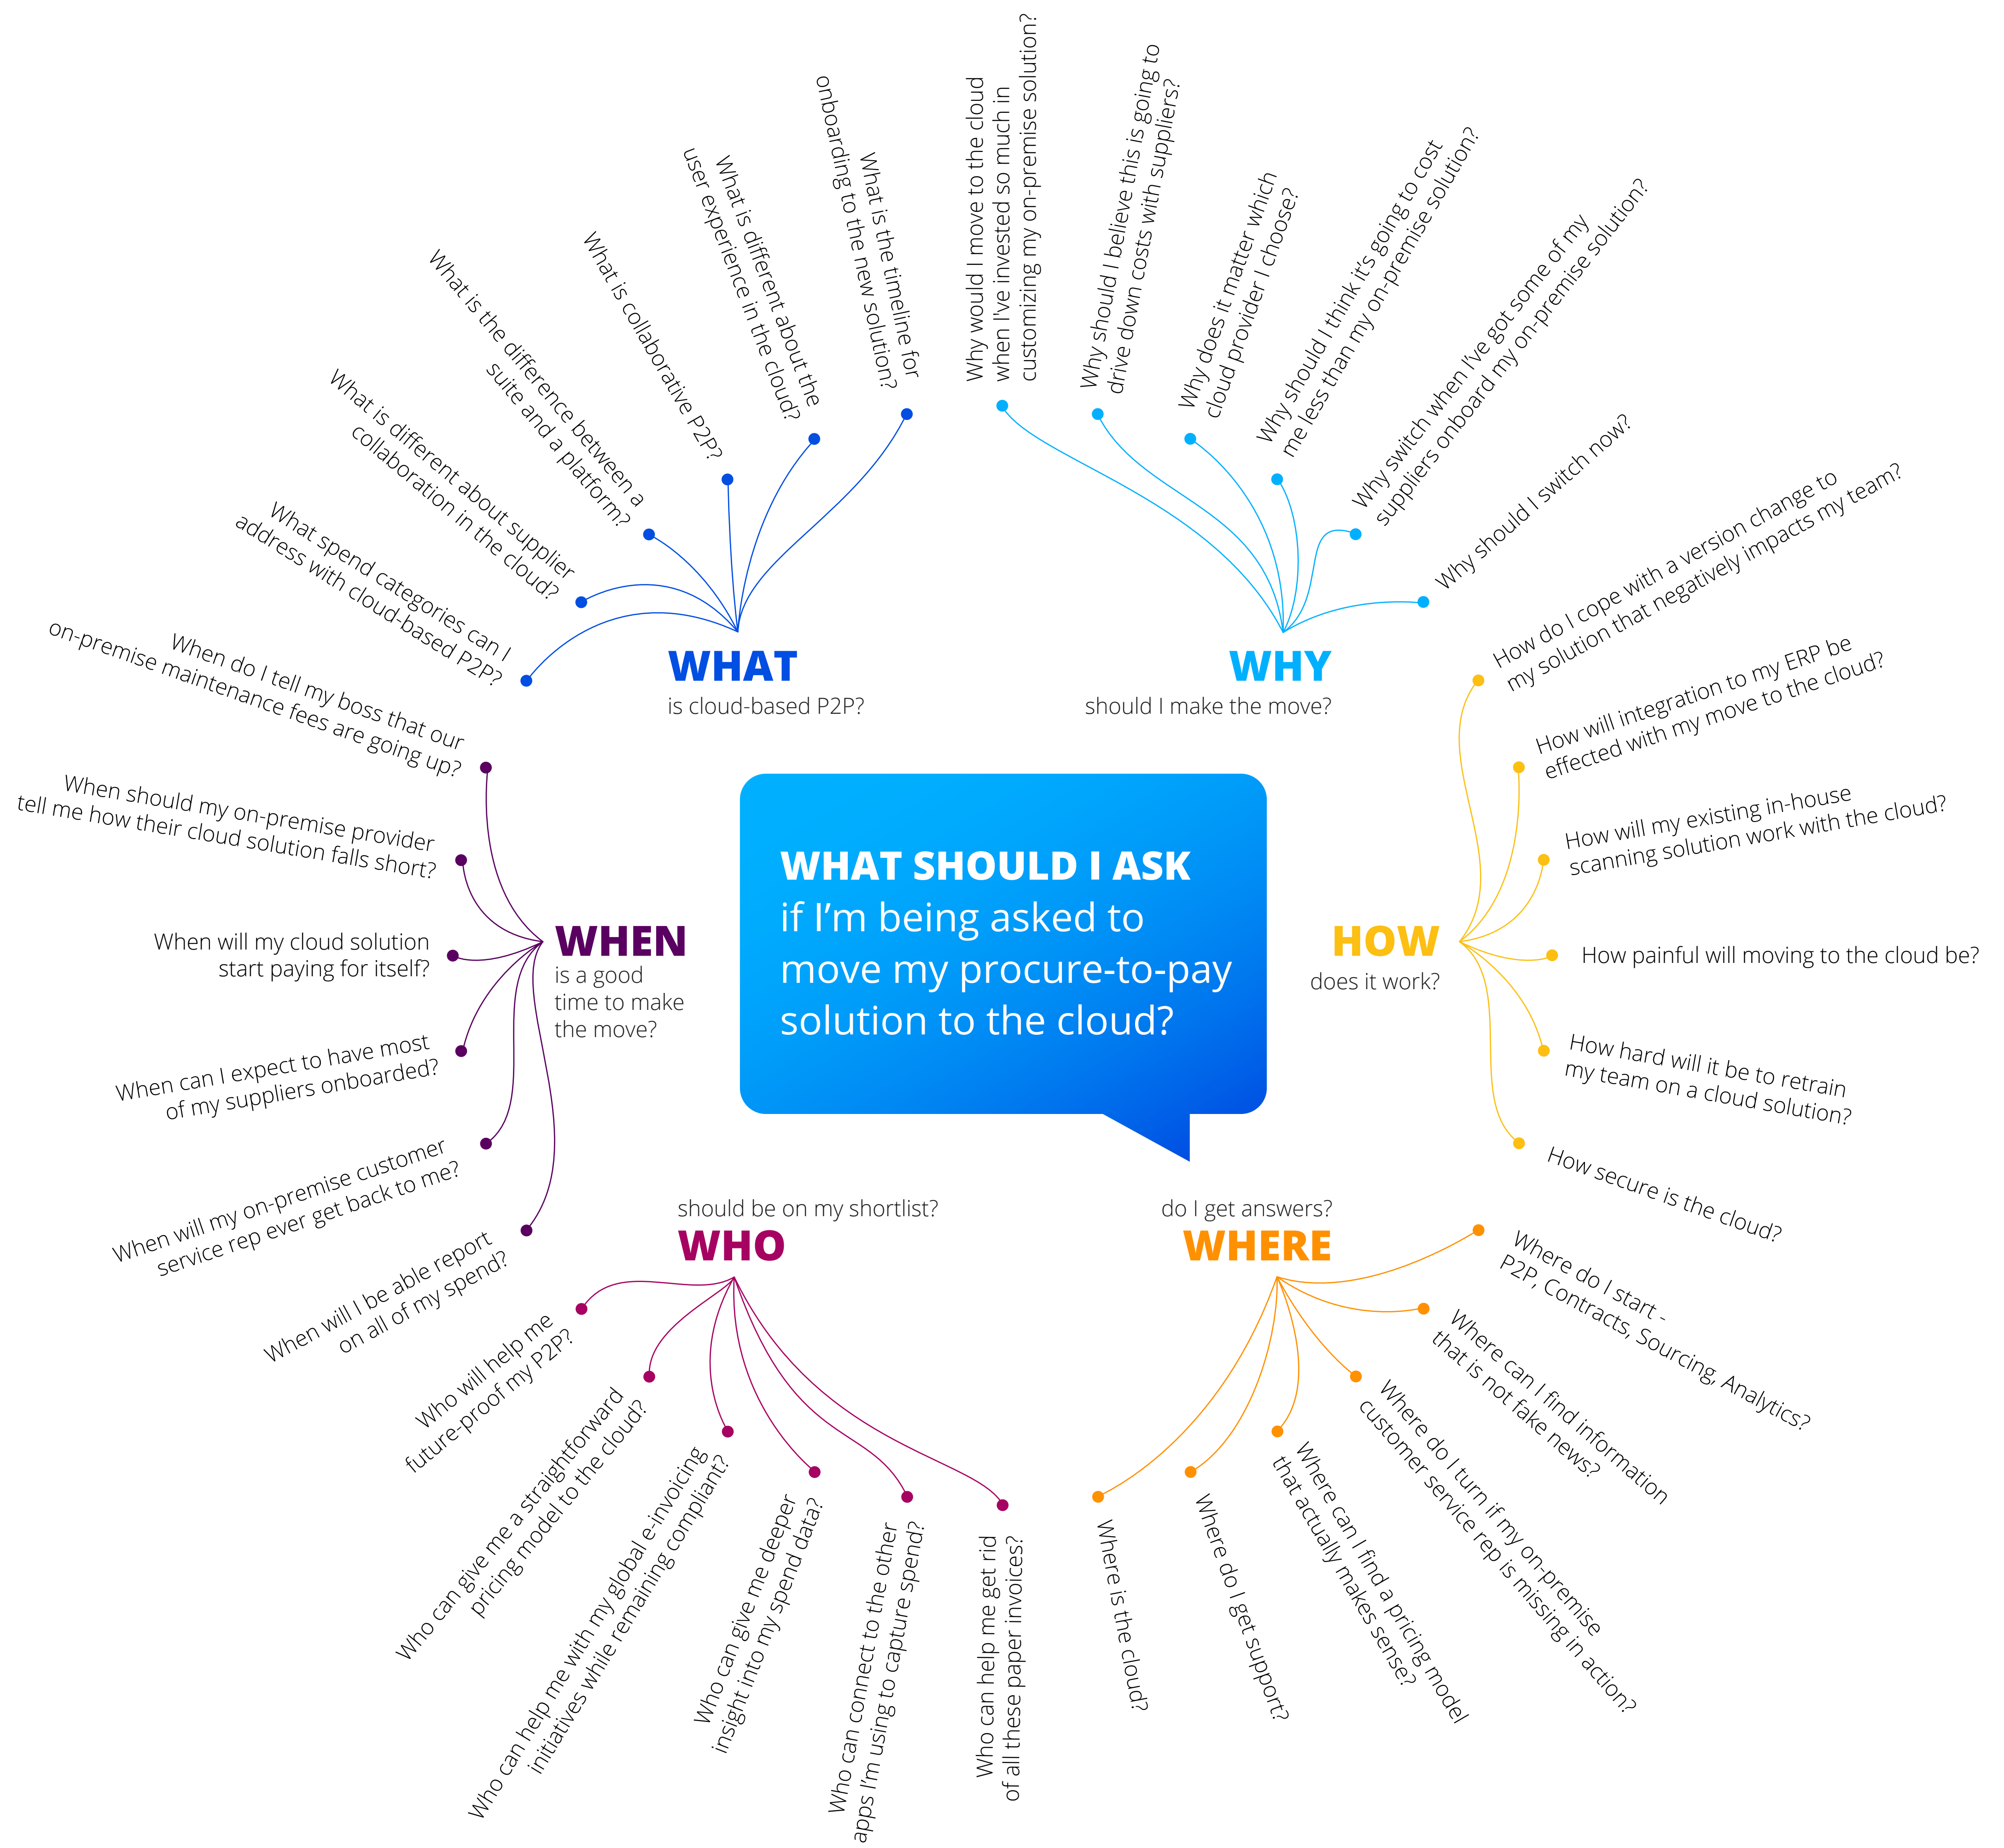 WHAT SHOULD I ASK
if I’m being asked to
move my procure-to-pay
solution to the cloud?
WHAT
is cloud-based P2P?
What spend categories can I
address with cloud-based P2P?
What is different about supplier
collaboration in the cloud?
What is the difference between a
suite and a platform?
What is collaborative P2P?
What is different about the
user experience in the cloud?
What is the timeline for
onboarding to the new solution?
WHY
should I make the move?
Why would I move to the cloud
when I've invested so much in
customizing my on-premise solution?
Why should I believe this is going to
drive down costs with suppliers?
Why does it matter which
cloud provider I choose?
Why should I think it's going to cost
me less than my on-premise solution?
Why switch when I've got some of my
suppliers onboard my on-premise solution?
Why should I switch now?
HOW
does it work?
How do I cope with a version change to
my solution that negatively impacts my team?
How will integration to my ERP be
effected with my move to the cloud?
How will my existing in-house
scanning solution work with the cloud?
How painful will moving to the cloud be?
How hard will it be to retrain
my team on a cloud solution?
How secure is the cloud?
do I get answers?
WHERE
Where do I start -
P2P, Contracts, Sourcing, Analytics?
Where can I find information
that is not fake news?
Where do I turn if my on-premise
customer service rep is missing in action?
Where can I find a pricing model
that actually makes sense?
Where do I get support?
Where is the cloud?
should be on my shortlist?
WHO
Who can help me get rid
of all these paper invoices?
Who can connect to the other
apps I'm using to capture spend?
Who can give me deeper
insight into my spend data?
Who can help me with my global e-invoicing
initiatives while remaining compliant?
Who can give me a straightforward
pricing model to the cloud?
Who will help me
future-proof my P2P?
WHEN
is a good
time to make
the move?
When do I tell my boss that our
on-premise maintenance fees are going up?
When should my on-premise provider
tell me how their cloud solution falls short?
When will my cloud solution
start paying for itself?
When can I expect to have most
of my suppliers onboarded?
When will my on-premise customer
service rep ever get back to me?
When will I be able report
on all of my spend?